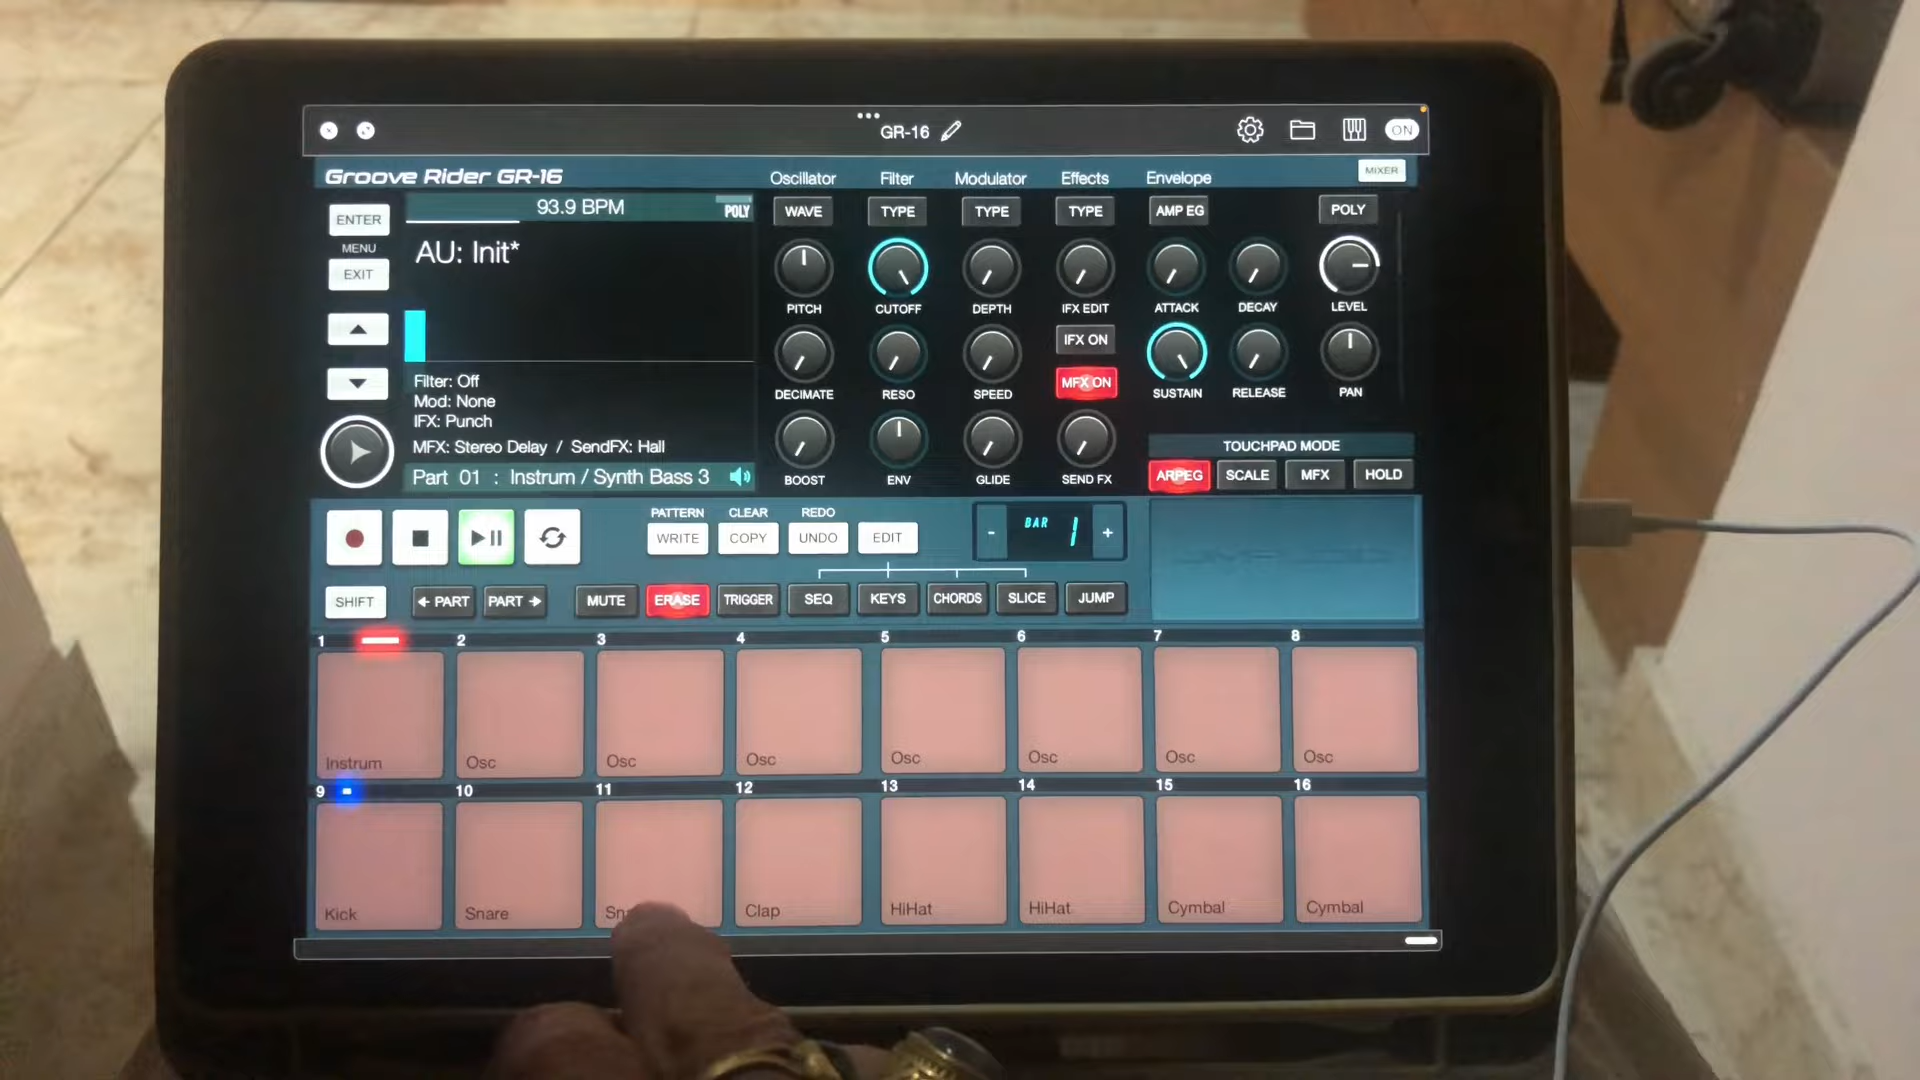 GR-16
ON
Groove Rider GR-16
Oscillator Filter Modulator Effects Envelope
MIXER
ENTER
93.9 BPM
POLY
WAVE TYPE TYPE TYPE AMP EG POLY
MENU
AU: Init*
EXIT
PITCH CUTOFF DEPTH IFX EDIT ATTACK DECAY LEVEL
IFX ON
Filter: Off
MFX ON
Mod: None
DECIMATE RESO SPEED SUSTAIN RELEASE PAN
IFX: Punch
MFX: Stereo Delay / SendFX: Hall
TOUCHPAD MODE
Part 01 : Instrum / Synth Bass 3
BOOST ENV GLIDE SEND FX
ARPEG SCALE MFX HOLD
PATTERN CLEAR REDO
WRITE COPY UNDO EDIT
- BAR 1 +
SHIFT PART PART MUTE ERASE TRIGGER SEQ KEYS CHORDS SLICE JUMP
1 2 3 4 5 6 7 8
Instrum Osc Osc Osc Osc Osc Osc Osc
9 10 11 12 13 14 15 16
Kick Snare Sn Clap HiHat HiHat Cymbal Cymbal